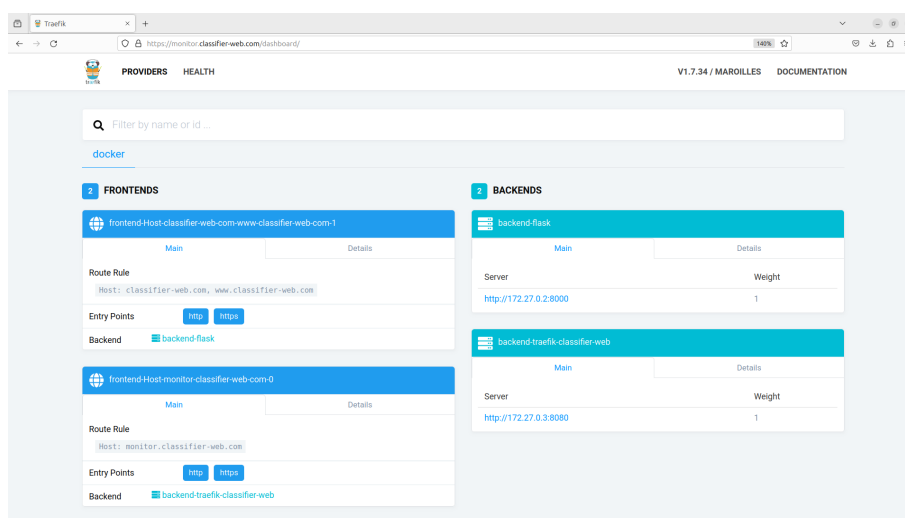 Traefik
https://monitor.classifier-web.com/dashboard/
140%
træfik
PROVIDERS HEALTH
V1.7.34 / MAROILLES DOCUMENTATION
Filter by name or id ...
docker
2 FRONTENDS
frontend-Host-classifier-web-com-www-classifier-web-com-1
Main Details
Route Rule
Host: classifier-web.com, www.classifier-web.com
Entry Points http https
Backend backend-flask
frontend-Host-monitor-classifier-web-com-0
Main Details
Route Rule
Host: monitor.classifier-web.com
Entry Points http https
Backend backend-traefik-classifier-web
2 BACKENDS
backend-flask
Main Details
Server Weight
http://172.27.0.2:8000 1
backend-traefik-classifier-web
Main Details
Server Weight
http://172.27.0.3:8080 1